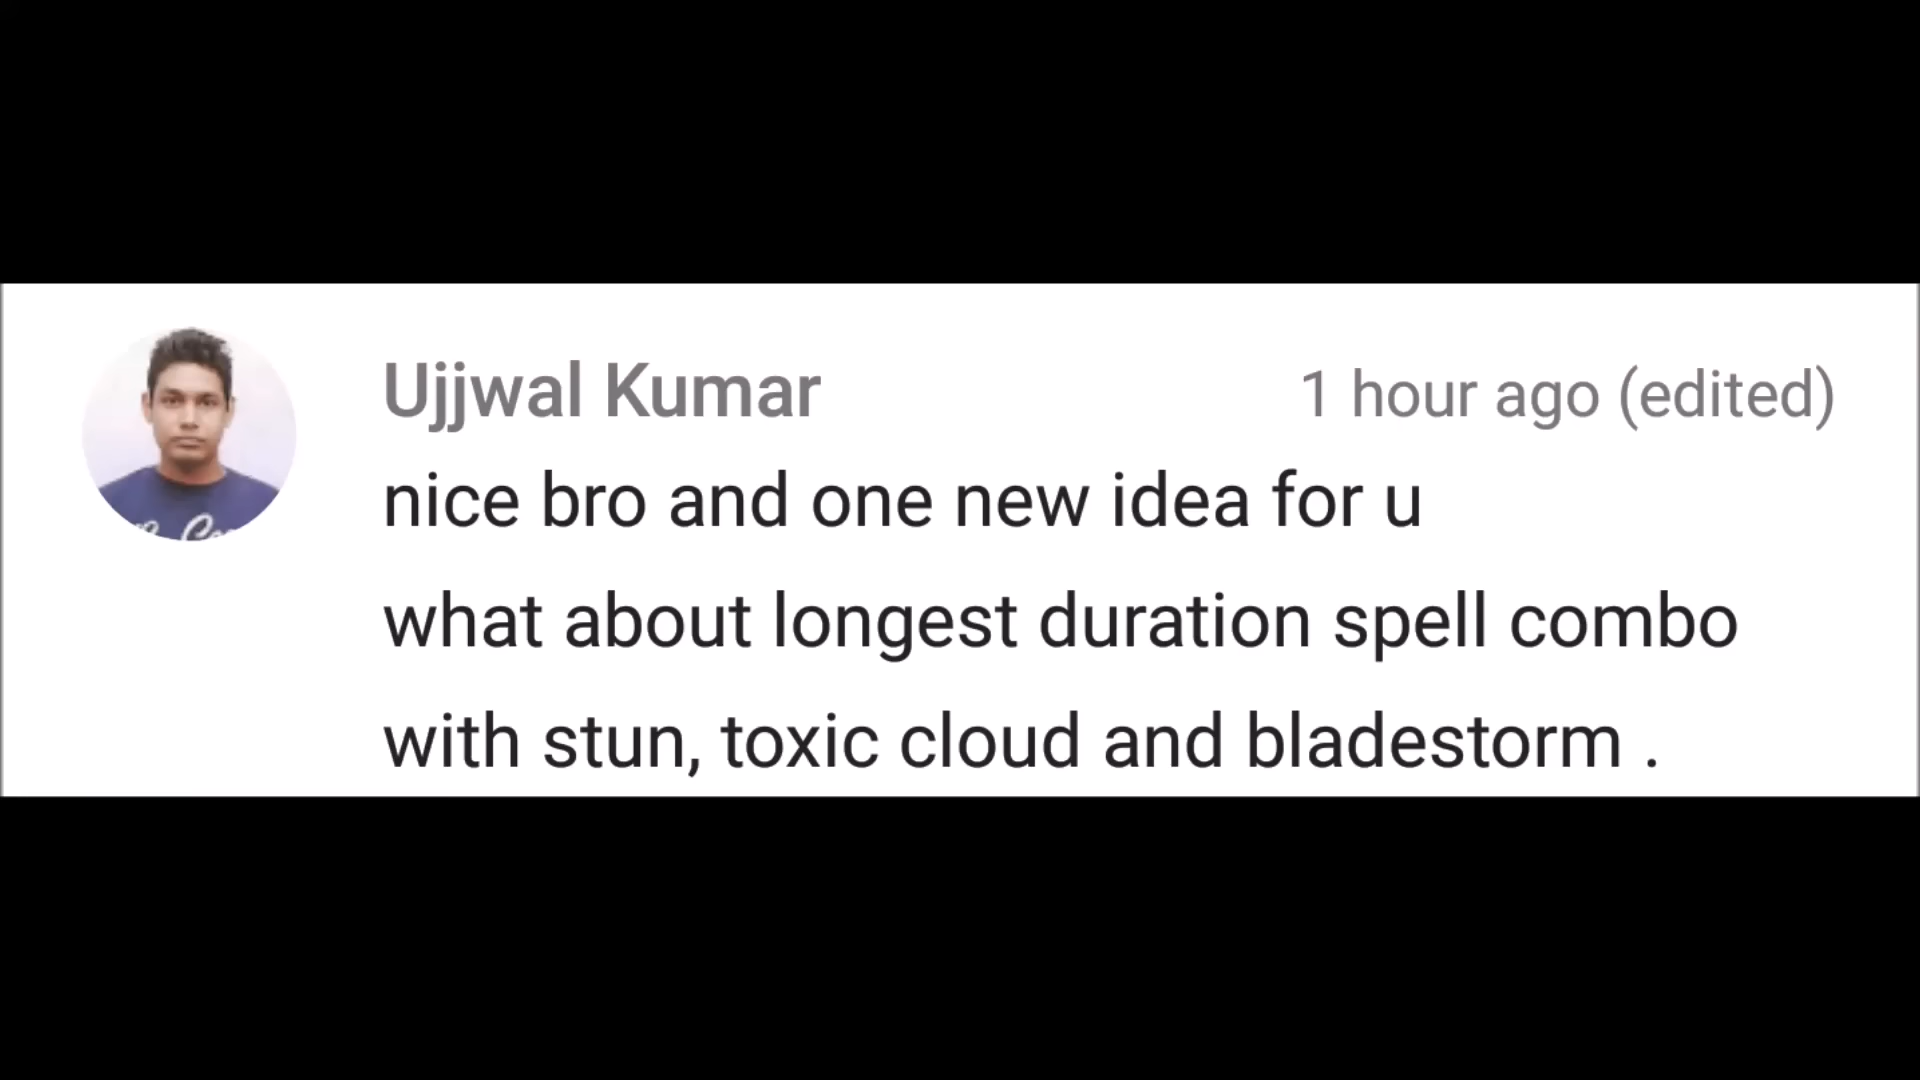 Ujjwal Kumar 1 hour ago (edited)
nice bro and one new idea for u
what about longest duration spell combo
with stun, toxic cloud and bladestorm .